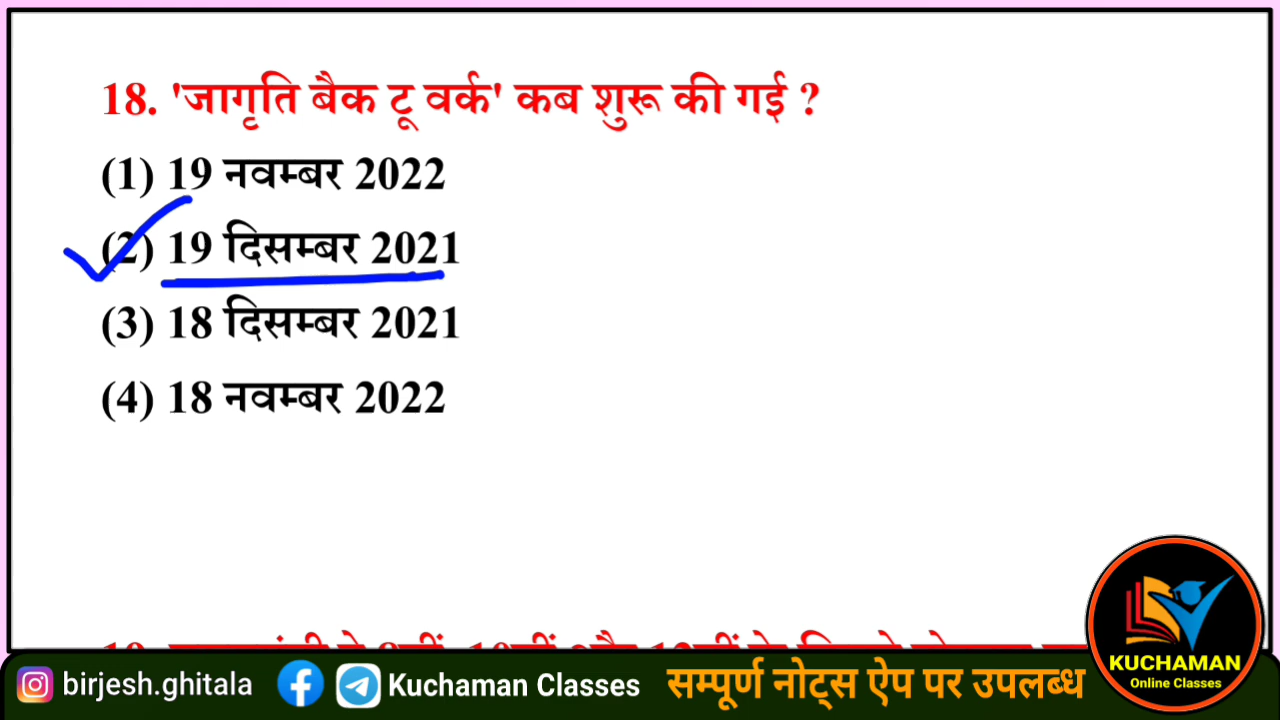 18. 'जागृति बैक टू वर्क' कब शुरू की गई ?
(1) 19 नवम्बर 2022
(2) 19 दिसम्बर 2021
(3) 18 दिसम्बर 2021
(4) 18 नवम्बर 2022
KUCHAMAN
Online Classes
birjesh.ghitala
Kuchaman Classes
सम्पूर्ण नोट्स ऐप पर उपलब्ध